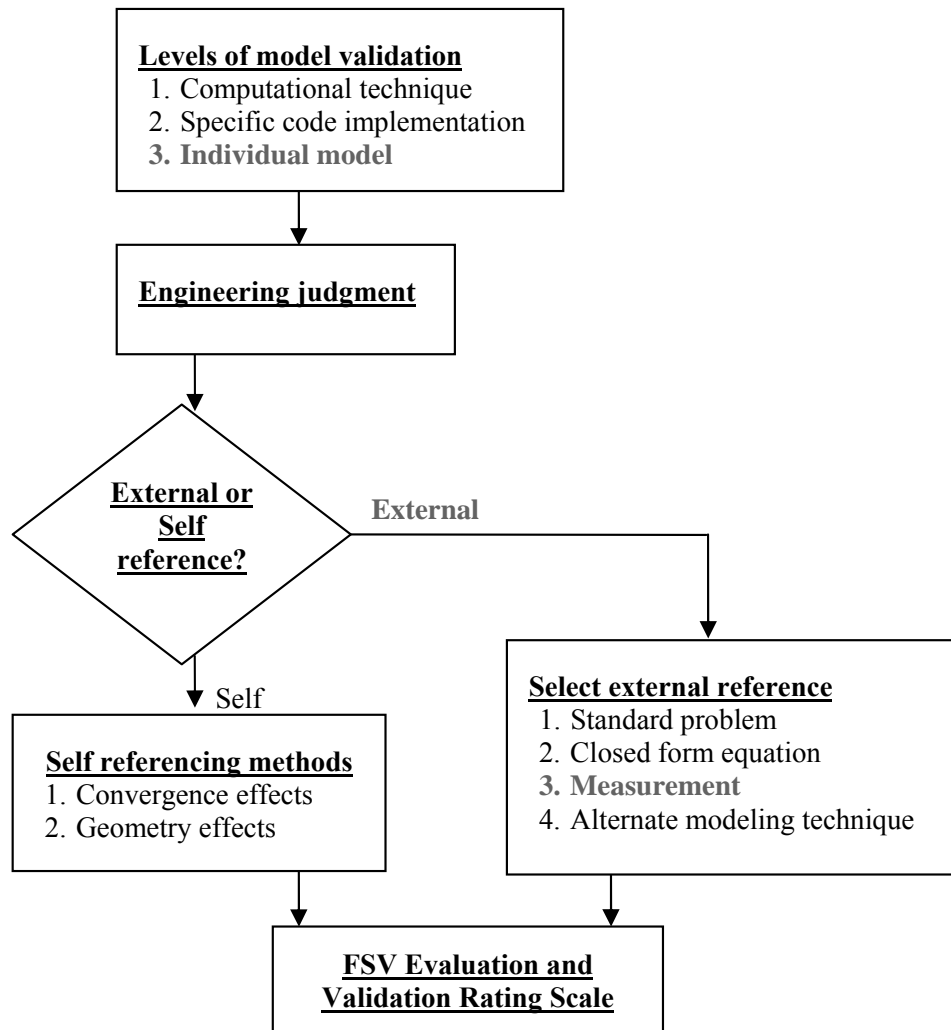 Levels of model validation
1. Computational technique
2. Specific code implementation
3. Individual model
Engineering judgment
External or
Self
reference?
External
Self
Self referencing methods
1. Convergence effects
2. Geometry effects
Select external reference
1. Standard problem
2. Closed form equation
3. Measurement
4. Alternate modeling technique
FSV Evaluation and
Validation Rating Scale